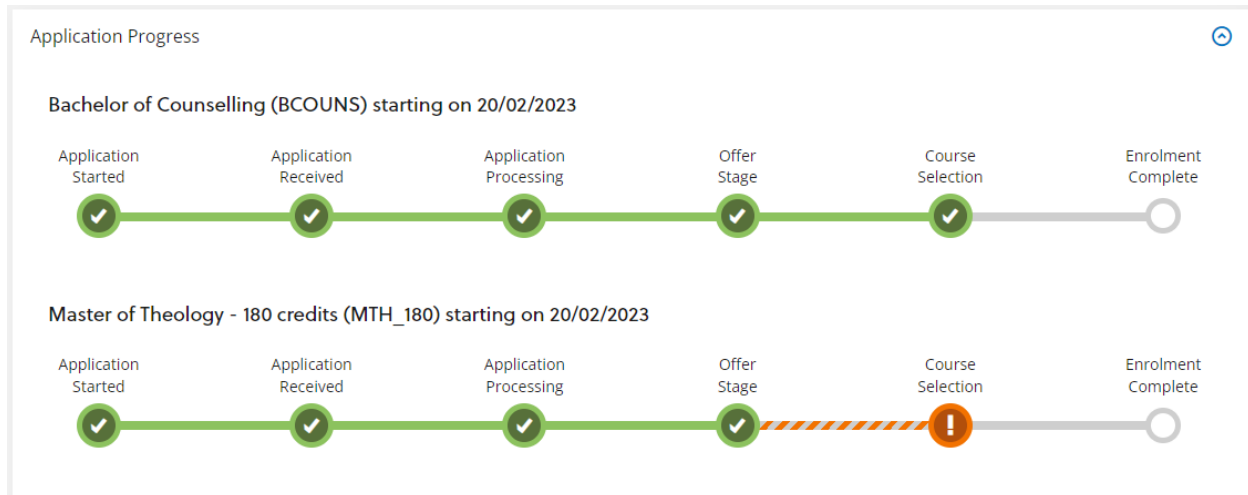 Application Progress
Bachelor of Counselling (BCOUNS) starting on 20/02/2023
Application Started
Application Received
Application Processing
Offer Stage
Course Selection
Enrolment Complete
Master of Theology - 180 credits (MTH_180) starting on 20/02/2023
Application Started
Application Received
Application Processing
Offer Stage
Course Selection
Enrolment Complete